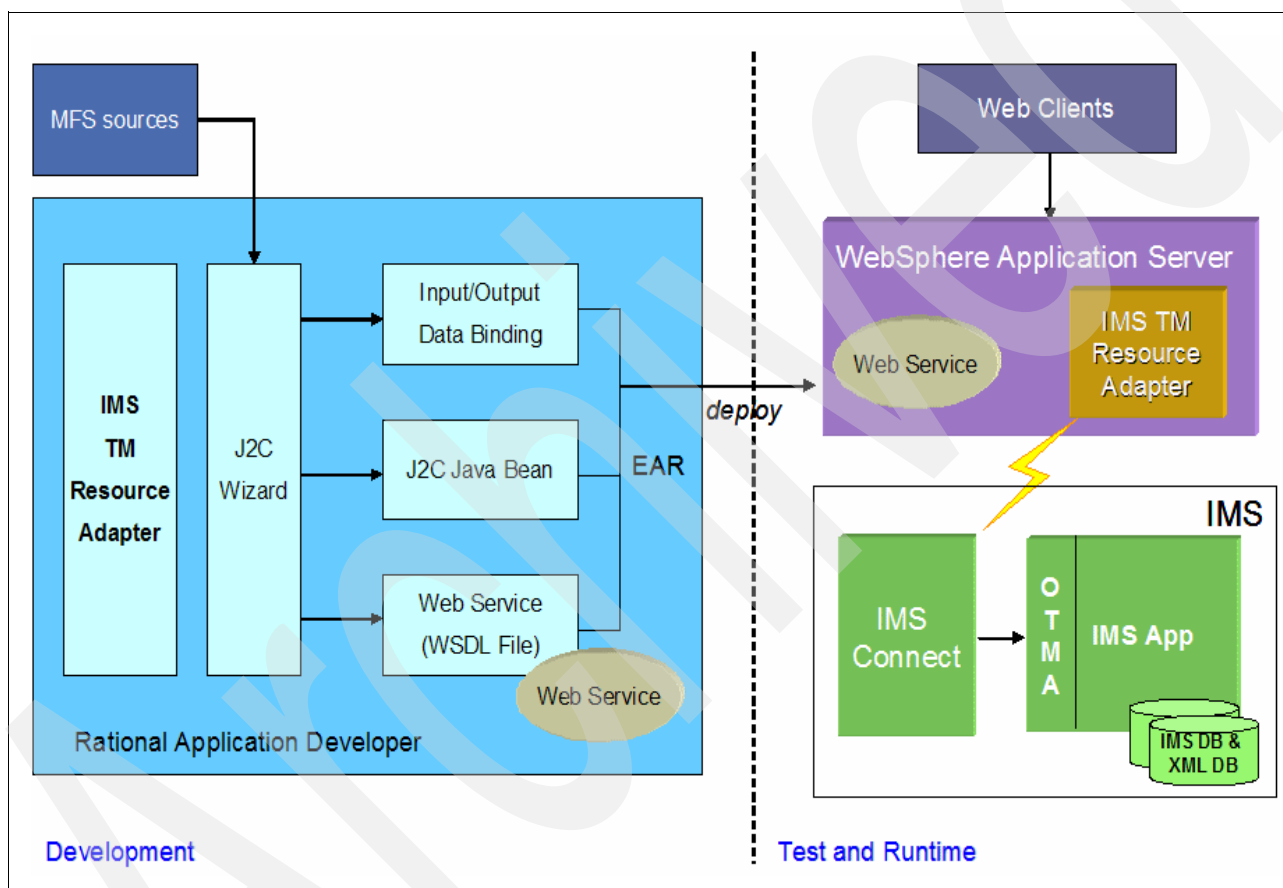 MFS sources
IMS
TM
Resource
Adapter
J2C
Wizard
Input/Output
Data Binding
J2C Java Bean
Web Service
(WSDL File)
Web Service
EAR
Rational Application Developer
Development
deploy
Web Clients
WebSphere Application Server
Web Service
IMS TM
Resource
Adapter
IMS
IMS
Connect
O
T
M
A
IMS App
IMS DB &
XML DB
Test and Runtime
Archived